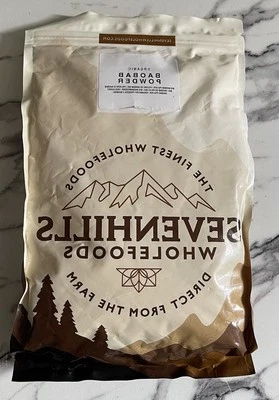 ORGANIC
BAOBAB
POWDER
THE FINEST WHOLEFOODS
SEVENHILLS
WHOLEFOODS
DIRECT FROM THE FARM